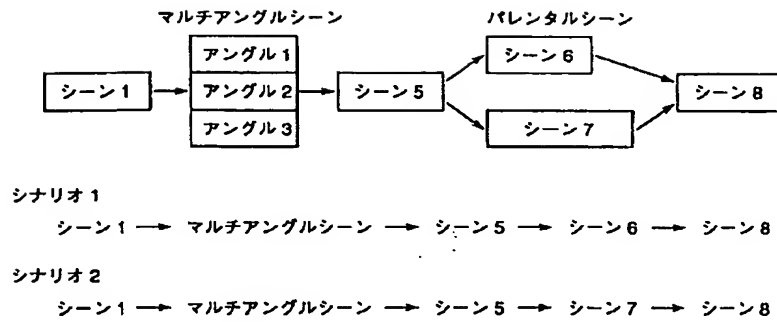 マルチアングルシーン
パレンタルシーン
アングル1
シーン6
シーン1
アングル2
シーン5
シーン8
アングル3
シーン7
シナリオ1
シーン1 → マルチアングルシーン → シーン5 → シーン6 → シーン8
シナリオ2
シーン1 → マルチアングルシーン → シーン5 → シーン7 → シーン8